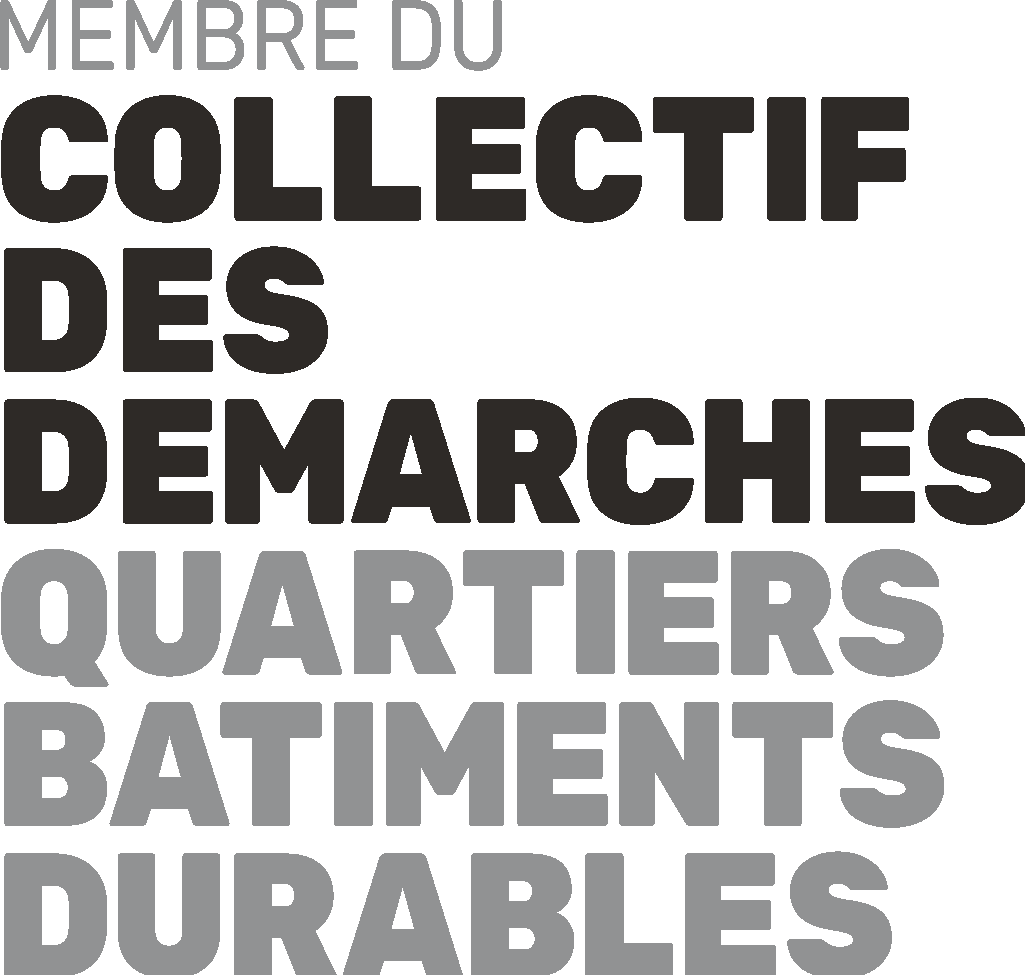 MEMBRE DU
COLLECTIF
DES
DEMARCHES
QUARTIERS
BATIMENTS
DURABLES